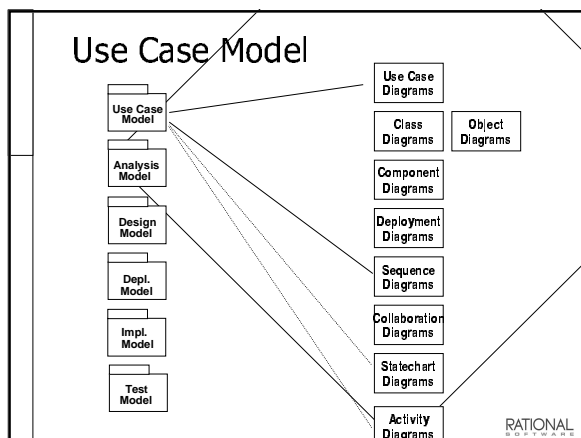 Use Case Model
Use Case
Model
Analysis
Model
Design
Model
Depl.
Model
Impl.
Model
Test
Model
Use Case
Diagrams
Class
Diagrams
Object
Diagrams
Component
Diagrams
Deployment
Diagrams
Sequence
Diagrams
Collaboration
Diagrams
Statechart
Diagrams
Activity
Diagrams
RATIONAL
SOFTWARE